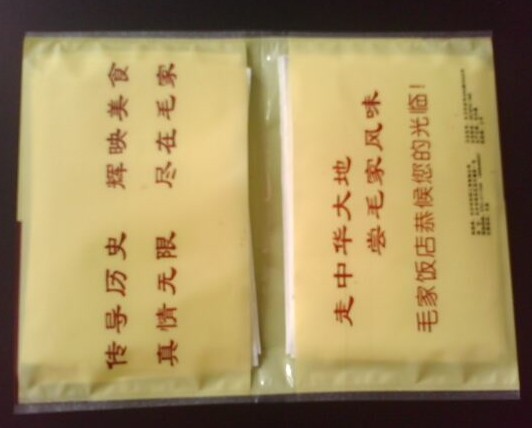 传导历史 辉映美食
真情无限 尽在毛家
走中华大地
尝毛家风味
毛家饭店恭候您的光临!